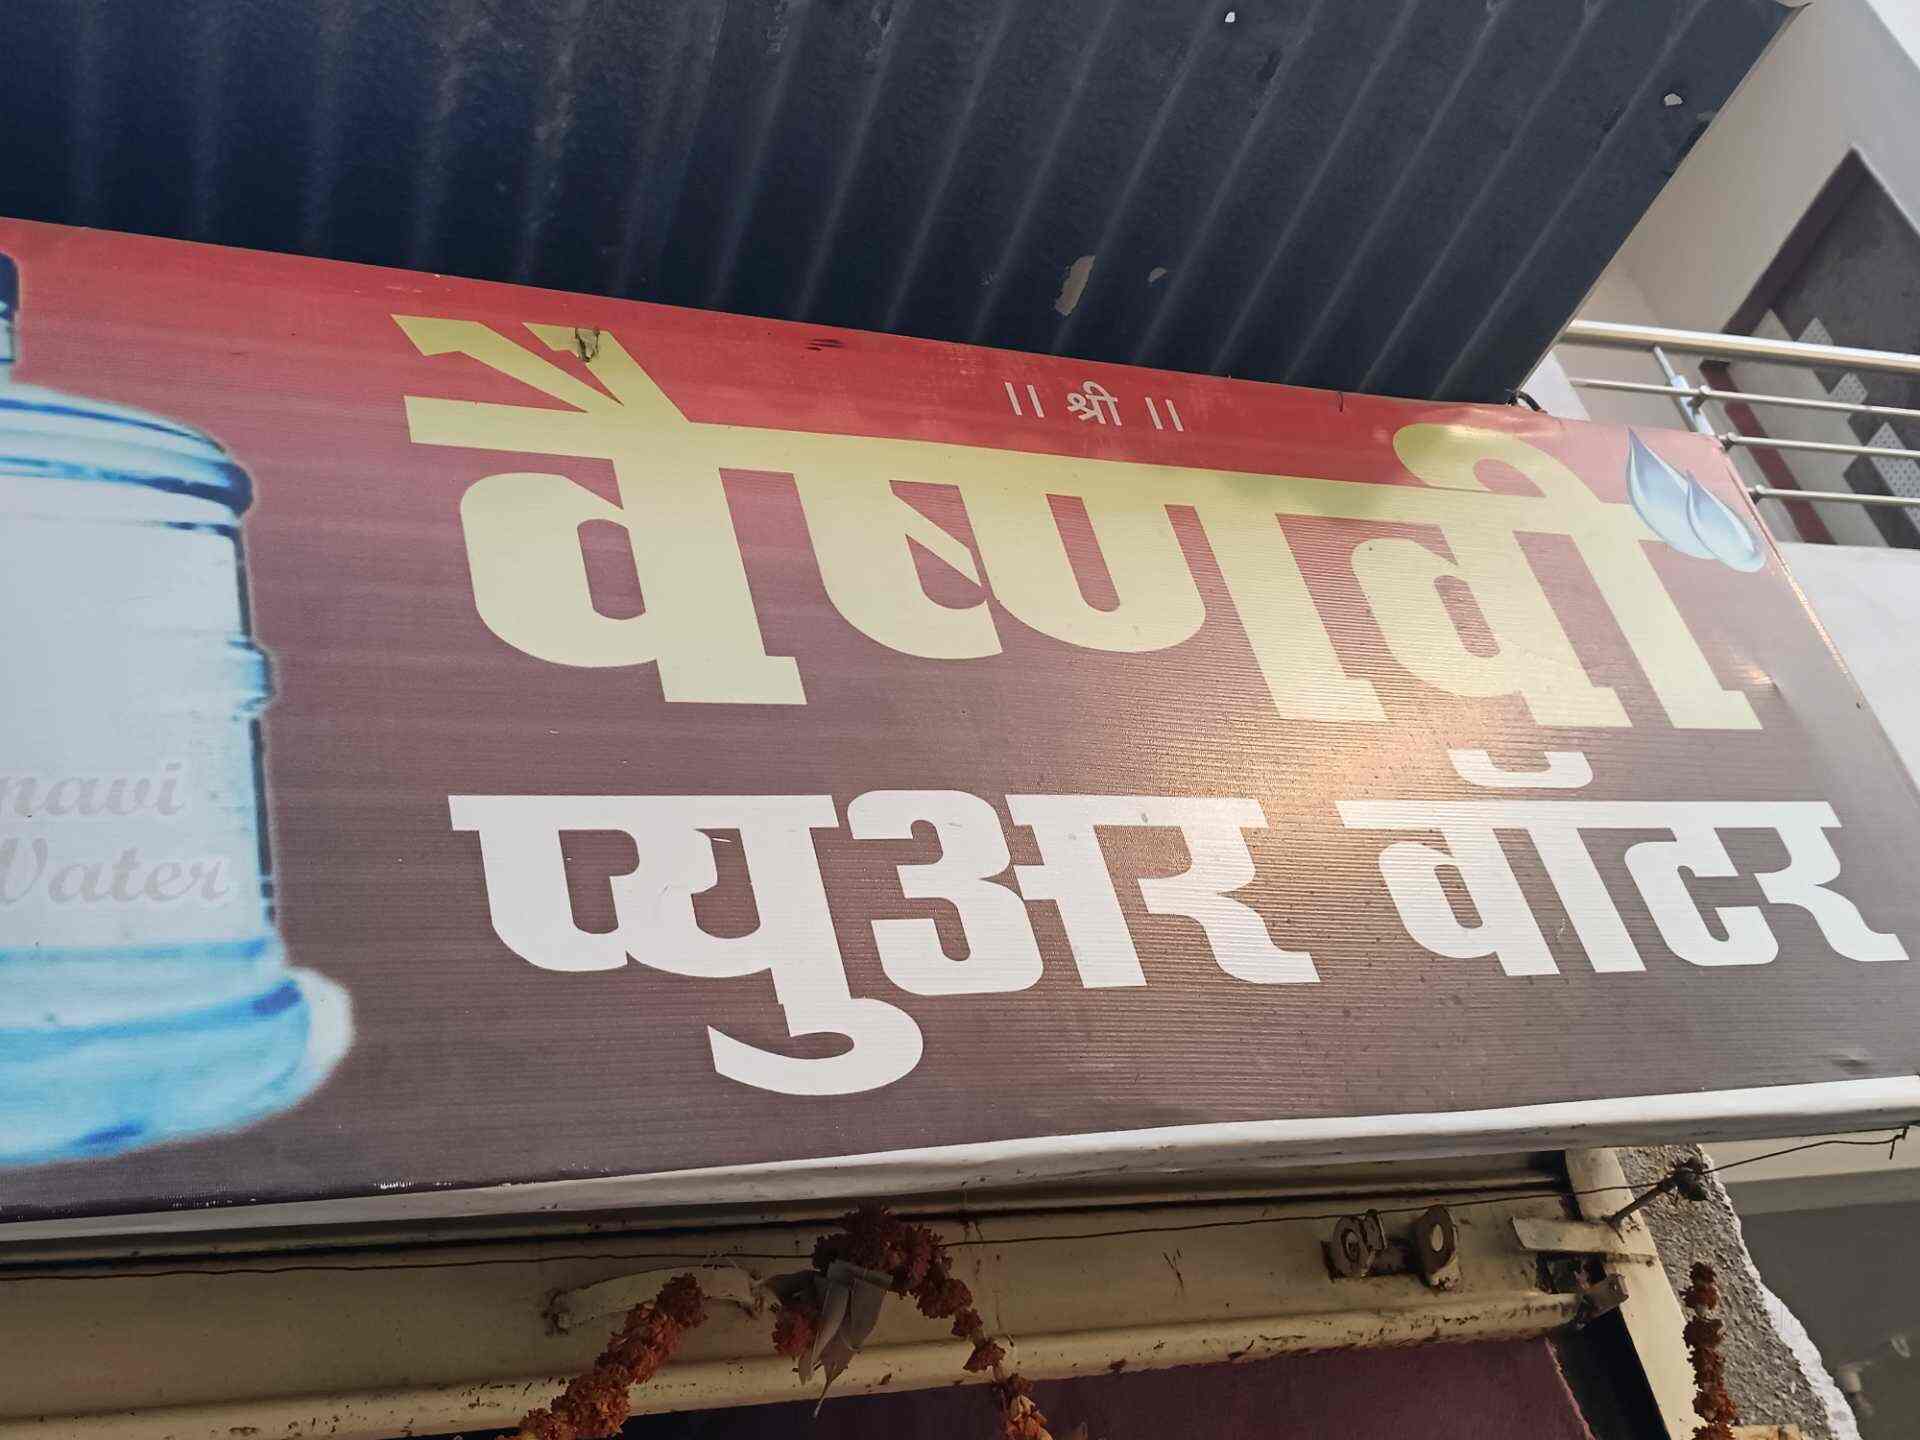 ॥ श्री ॥
वैष्णवी
प्युअर वॉटर
navi
Water